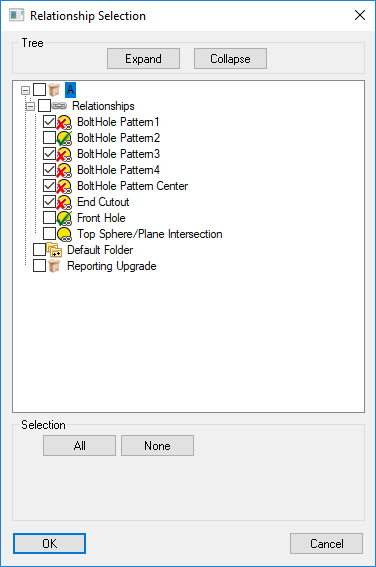 Relationship Selection
Tree
Expand Collapse
A
Relationships
BoltHole Pattern1
BoltHole Pattern2
BoltHole Pattern3
BoltHole Pattern4
BoltHole Pattern Center
End Cutout
Front Hole
Top Sphere/Plane Intersection
Default Folder
Reporting Upgrade
Selection
All None
OK Cancel